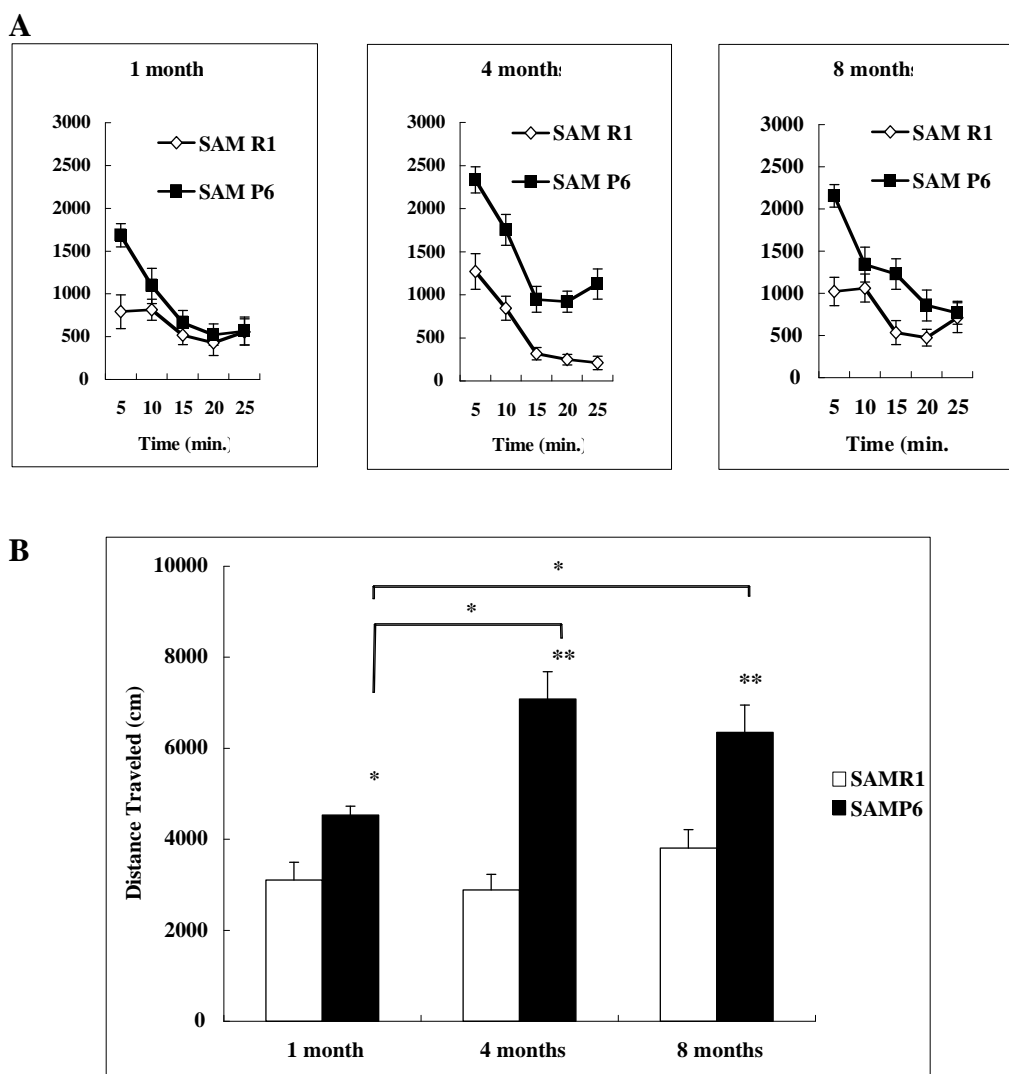 A
1 month
3000
2500
2000
1500
1000
500
0
SAM R1
SAM P6
5 10 15 20 25
Time (min.)
4 months
3000
2500
2000
1500
1000
500
0
SAM R1
SAM P6
5 10 15 20 25
Time (min.)
8 months
3000
2500
2000
1500
1000
500
0
SAM R1
SAM P6
5 10 15 20 25
Time (min.
B
Distance Traveled (cm)
10000
8000
6000
4000
2000
0
*
*
**
**
*
SAMR1
SAMP6
1 month 4 months 8 months